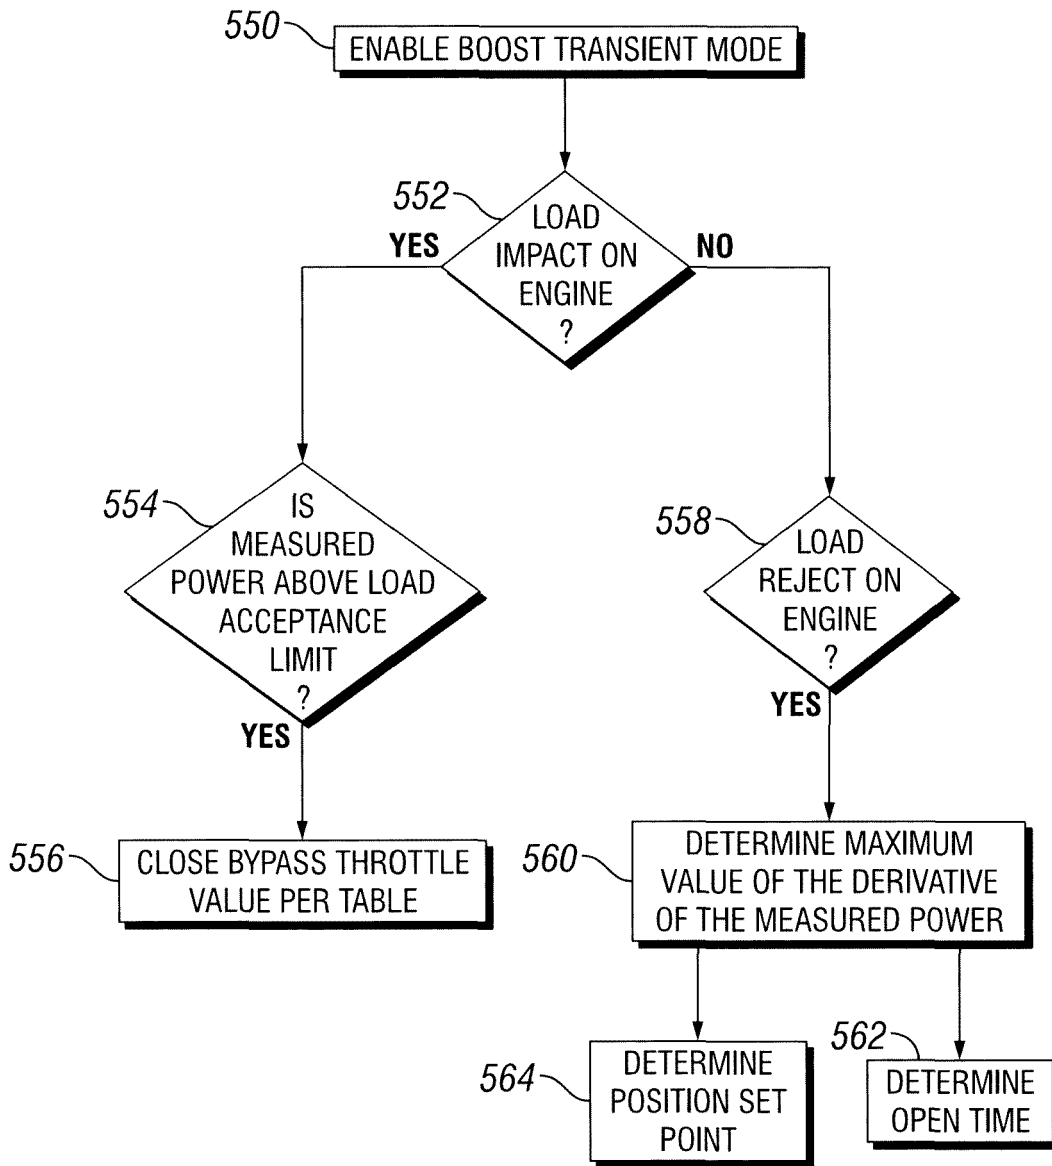 550
ENABLE BOOST TRANSIENT MODE
552
LOAD
IMPACT ON
ENGINE
?
YES
NO
554
IS
MEASURED
POWER ABOVE LOAD
ACCEPTANCE
LIMIT
?
YES
558
LOAD
REJECT ON
ENGINE
?
YES
556
CLOSE BYPASS THROTTLE
VALUE PER TABLE
560
DETERMINE MAXIMUM
VALUE OF THE DERIVATIVE
OF THE MEASURED POWER
564
DETERMINE
POSITION SET
POINT
562
DETERMINE
OPEN TIME